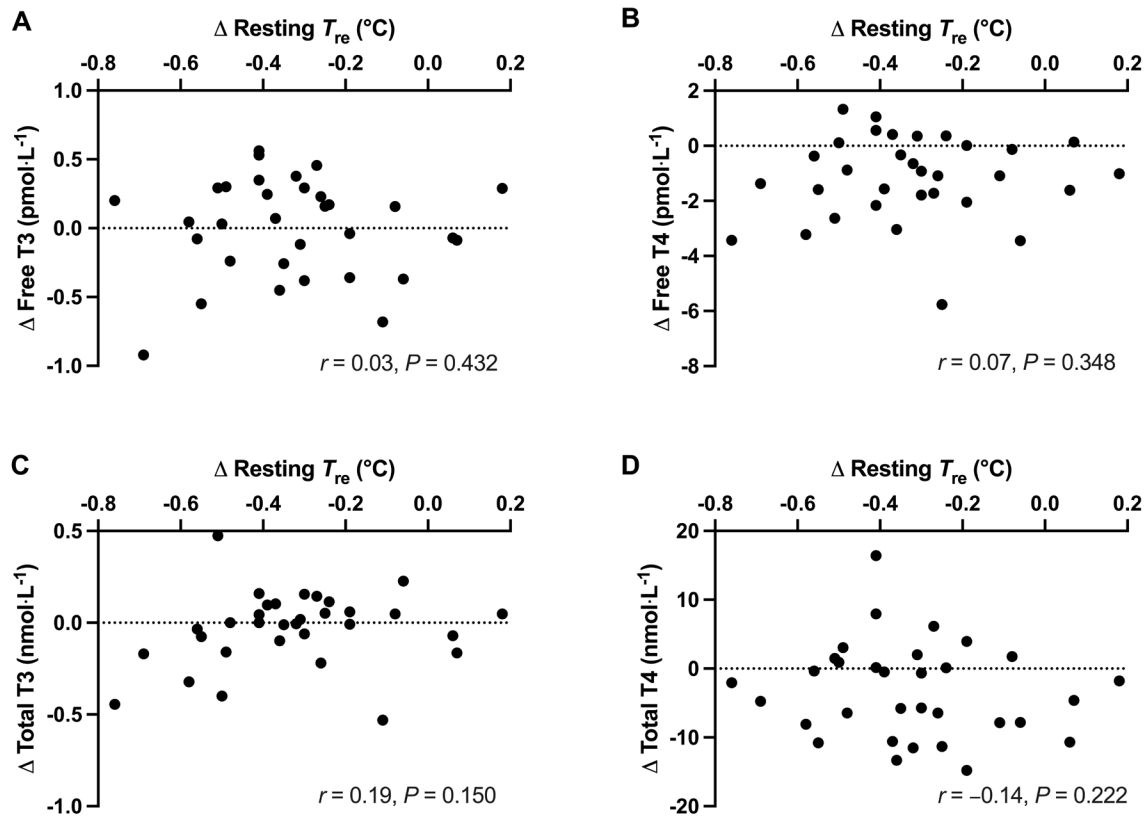 A
Δ Resting Tre (°C)
-0.8 -0.6 -0.4 -0.2 0.0 0.2
1.0
0.5
0.0
-0.5
-1.0
Δ Free T3 (pmol·L-1)
r = 0.03, P = 0.432
B
Δ Resting Tre (°C)
-0.8 -0.6 -0.4 -0.2 0.0 0.2
2
0
-2
-4
-6
-8
Δ Free T4 (pmol·L-1)
r = 0.07, P = 0.348
C
Δ Resting Tre (°C)
-0.8 -0.6 -0.4 -0.2 0.0 0.2
0.5
0.0
-0.5
-1.0
Δ Total T3 (nmol·L-1)
r = 0.19, P = 0.150
D
Δ Resting Tre (°C)
-0.8 -0.6 -0.4 -0.2 0.0 0.2
20
10
0
-10
-20
Δ Total T4 (nmol·L-1)
r = −0.14, P = 0.222